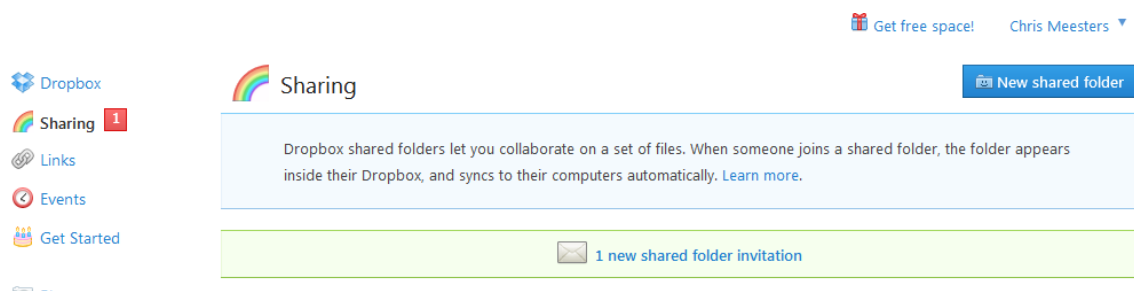 Get free space!
Chris Meesters
Dropbox
Sharing 1
Links
Events
Get Started
Sharing
New shared folder
Dropbox shared folders let you collaborate on a set of files. When someone joins a shared folder, the folder appears
inside their Dropbox, and syncs to their computers automatically. Learn more.
1 new shared folder invitation